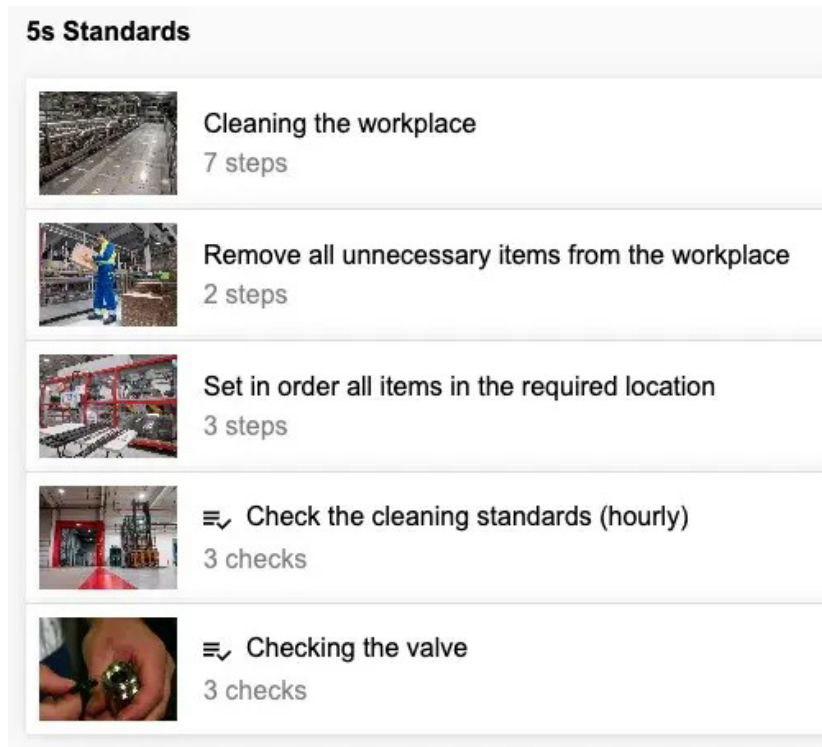 5s Standards
Cleaning the workplace
7 steps
Remove all unnecessary items from the workplace
2 steps
Set in order all items in the required location
3 steps
Check the cleaning standards (hourly)
3 checks
Checking the valve
3 checks